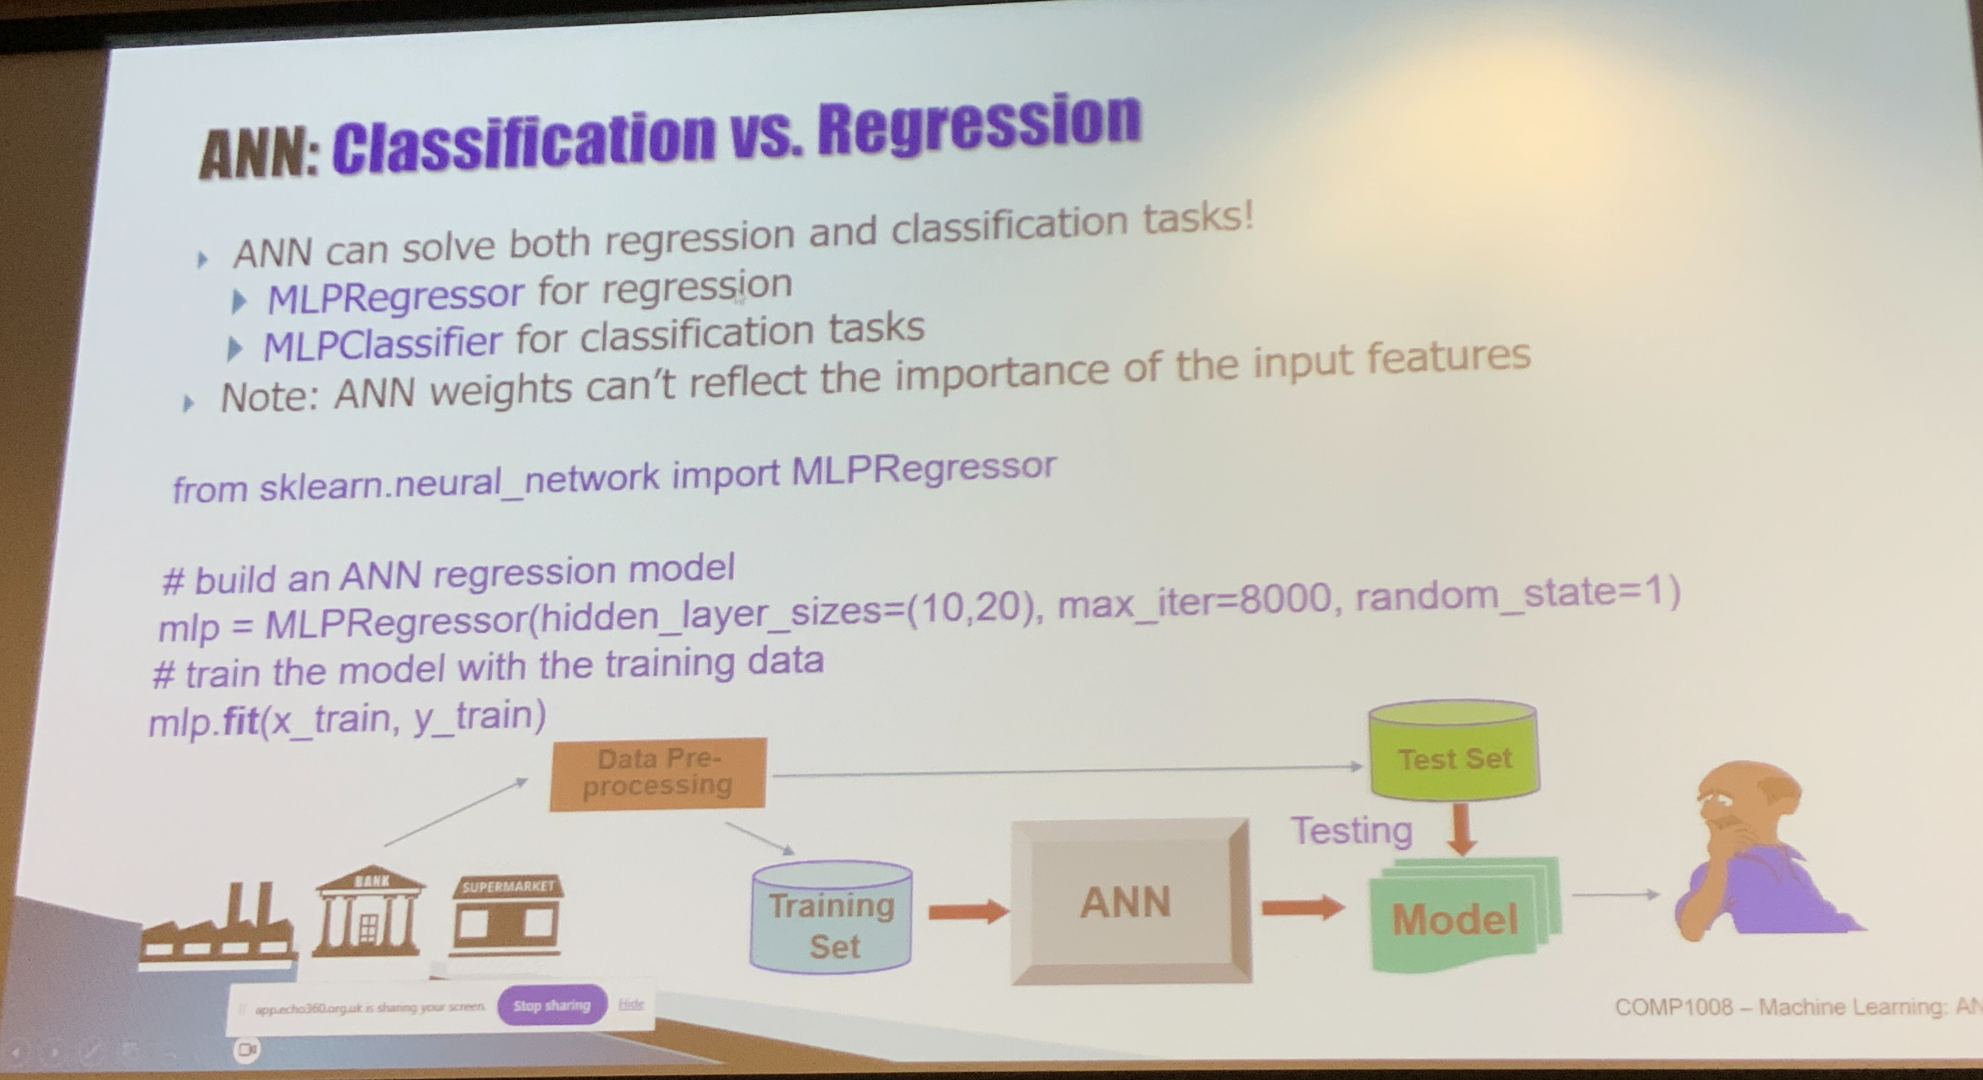 ANN: Classification vs. Regression
ANN can solve both regression and classification tasks!
MLPRegressor for regression
MLPClassifier for classification tasks
Note: ANN weights can't reflect the importance of the input features
from sklearn.neural_network import MLPRegressor
# build an ANN regression model
mlp = MLPRegressor(hidden_layer_sizes=(10,20), max_iter=8000, random_state=1)
# train the model with the training data
mlp.fit(x_train, y_train)
Data Pre-
processing
Test Set
Testing
BANK
SUPERMARKET
Training
Set
ANN
Model
app.echo360.org.uk is sharing your screen.
Stop sharing
Hide
COMP1008 – Machine Learning: AN